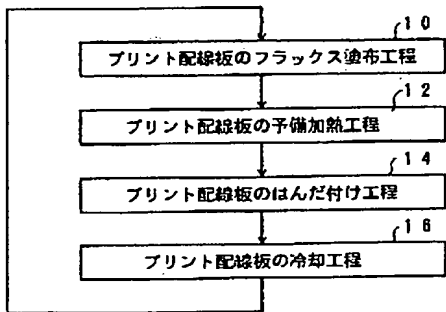 10
プリント配線板のフラックス塗布工程
12
プリント配線板の予備加熱工程
14
プリント配線板のはんだ付け工程
16
プリント配線板の冷却工程